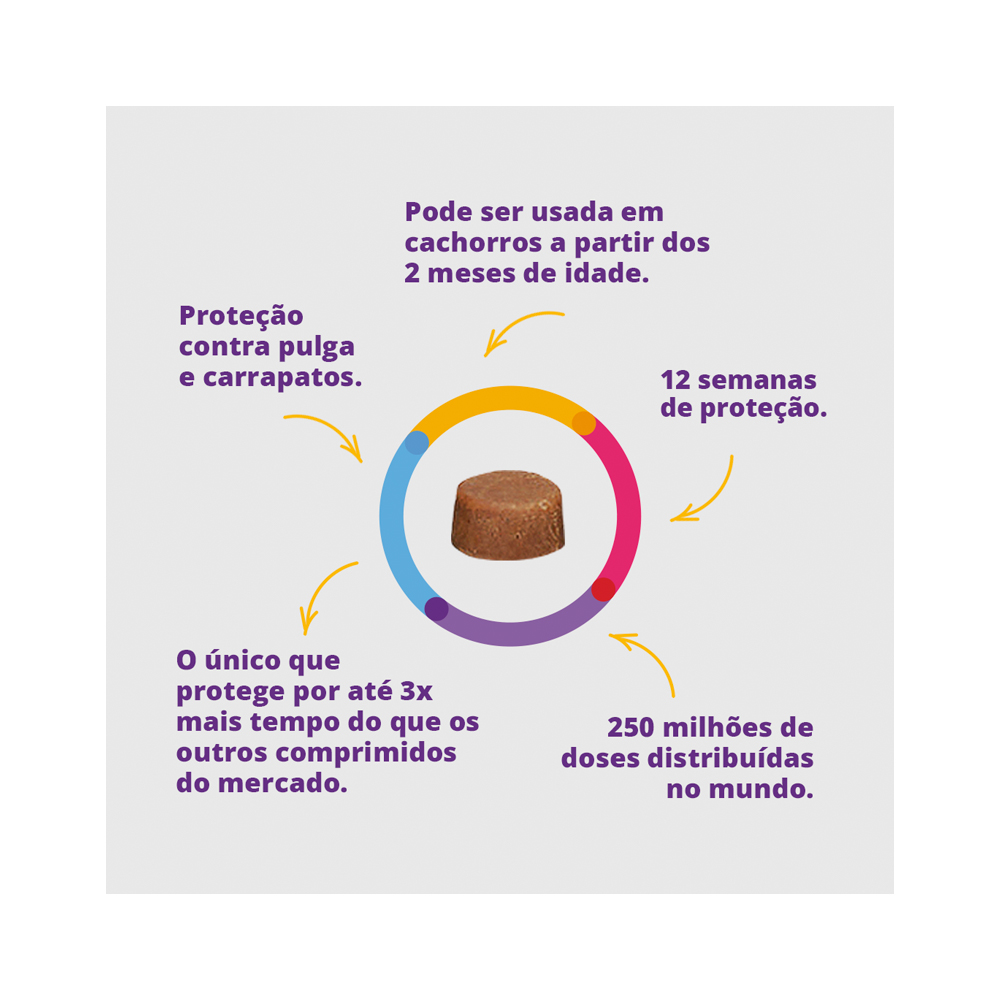 Pode ser usada em
cachorros a partir dos
2 meses de idade.
Proteção
contra pulga
e carrapatos.
12 semanas
de proteção.
O único que
protege por até 3x
mais tempo do que os
outros comprimidos
do mercado.
250 milhões de
doses distribuídas
no mundo.